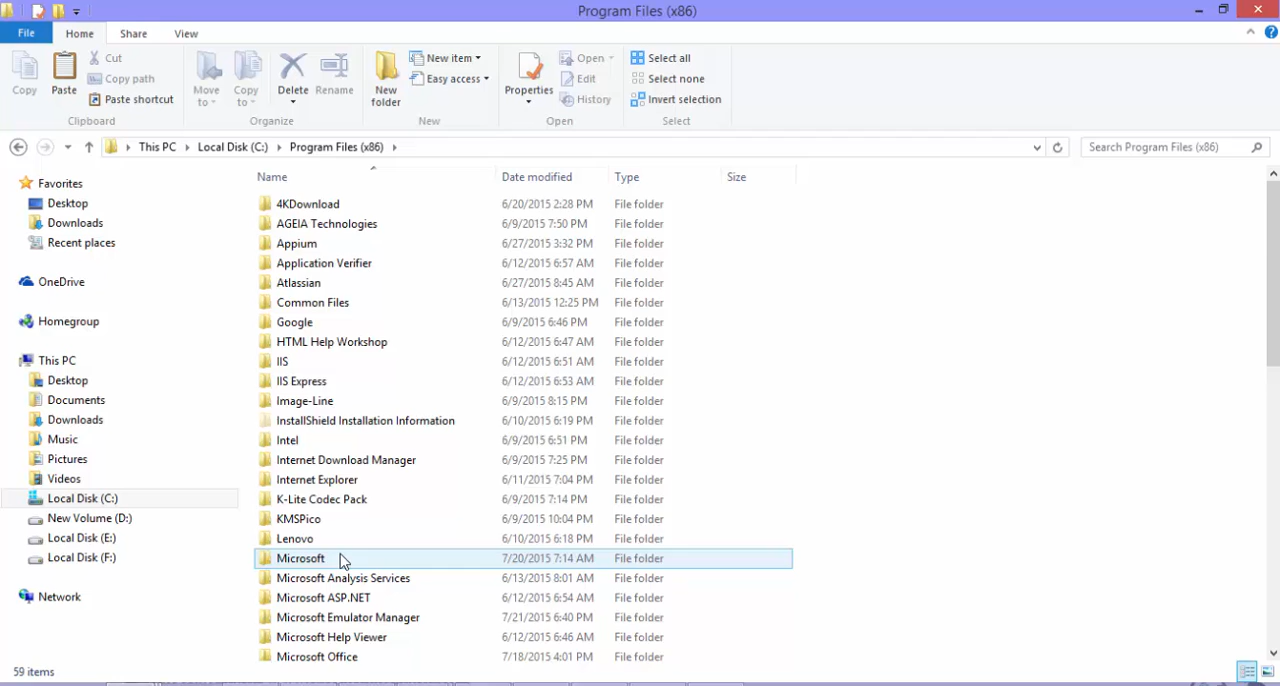 Program Files (x86)
File Home Share View
Copy
Paste
Cut
Copy path
Paste shortcut
Clipboard
Move to
Copy to
Delete
Rename
Organize
New folder
New item
Easy access
New
Properties
Open
Edit
History
Open
Select all
Select none
Invert selection
Select
This PC Local Disk (C:) Program Files (x86)
Search Program Files (x86)
Favorites
Desktop
Downloads
Recent places
OneDrive
Homegroup
This PC
Desktop
Documents
Downloads
Music
Pictures
Videos
Local Disk (C:)
New Volume (D:)
Local Disk (E:)
Local Disk (F:)
Network
Name Date modified Type Size
4KDownload 6/20/2015 2:28 PM File folder
AGEIA Technologies 6/9/2015 7:50 PM File folder
Appium 6/27/2015 3:32 PM File folder
Application Verifier 6/12/2015 6:57 AM File folder
Atlassian 6/27/2015 8:45 AM File folder
Common Files 6/13/2015 12:25 PM File folder
Google 6/9/2015 6:46 PM File folder
HTML Help Workshop 6/12/2015 6:47 AM File folder
IIS 6/12/2015 6:51 AM File folder
IIS Express 6/12/2015 6:53 AM File folder
Image-Line 6/9/2015 8:15 PM File folder
InstallShield Installation Information 6/10/2015 6:19 PM File folder
Intel 6/9/2015 6:51 PM File folder
Internet Download Manager 6/9/2015 7:25 PM File folder
Internet Explorer 6/11/2015 7:04 PM File folder
K-Lite Codec Pack 6/9/2015 7:14 PM File folder
KMSPico 6/9/2015 10:04 PM File folder
Lenovo 6/10/2015 6:18 PM File folder
Microsoft 7/20/2015 7:14 AM File folder
Microsoft Analysis Services 6/13/2015 8:01 AM File folder
Microsoft ASP.NET 6/12/2015 6:54 AM File folder
Microsoft Emulator Manager 7/21/2015 6:40 PM File folder
Microsoft Help Viewer 6/12/2015 6:46 AM File folder
Microsoft Office 7/18/2015 4:01 PM File folder
59 items